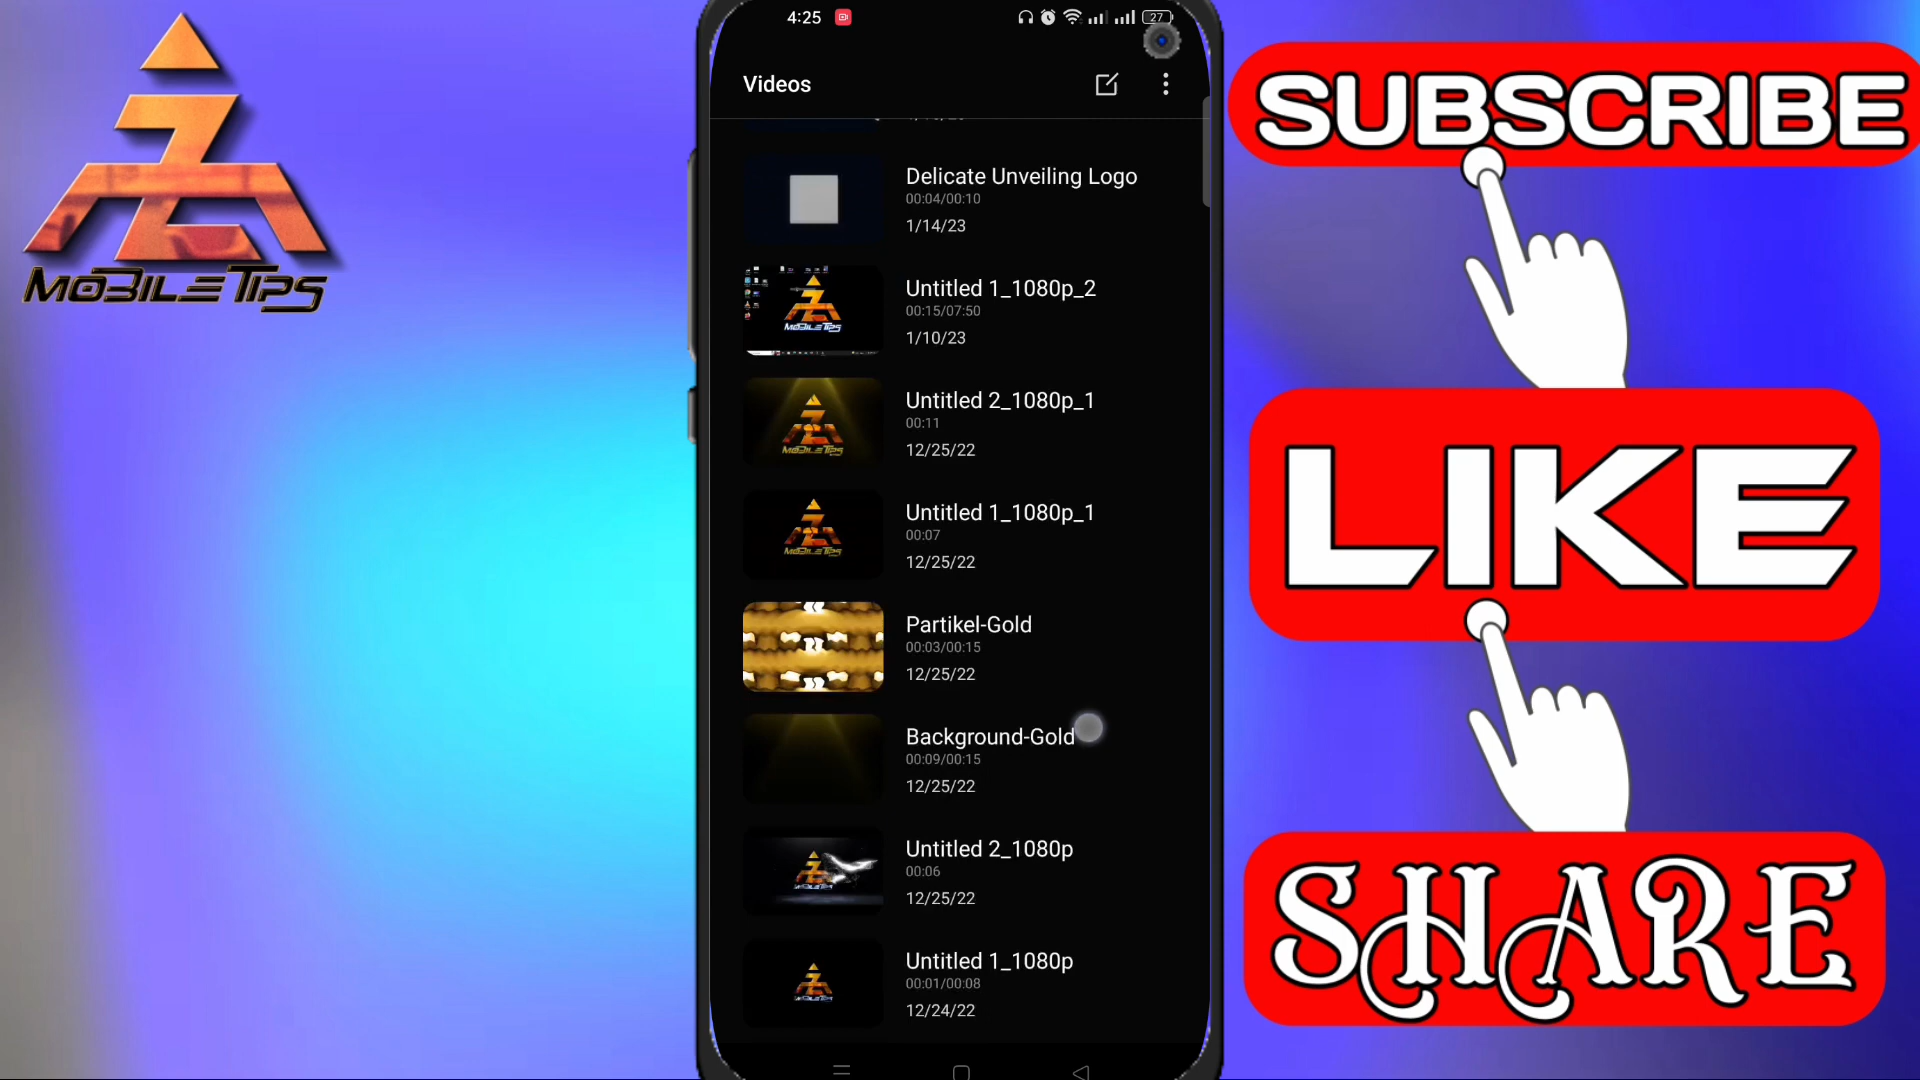 MOBILE TIPS
4:25
27
Videos
Delicate Unveiling Logo
00:04/00:10
1/14/23
Untitled 1_1080p_2
00:15/07:50
1/10/23
Untitled 2_1080p_1
00:11
12/25/22
Untitled 1_1080p_1
00:07
12/25/22
Partikel-Gold
00:03/00:15
12/25/22
Background-Gold
00:09/00:15
12/25/22
Untitled 2_1080p
00:06
12/25/22
Untitled 1_1080p
00:01/00:08
12/24/22
SUBSCRIBE
LIKE
SHARE